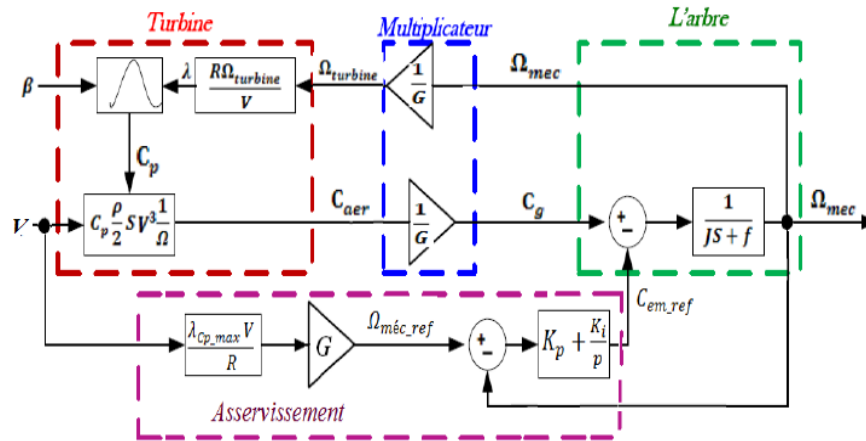 Turbine
Multiplicateur
L'arbre
β
λ
RΩ_turbine / V
Ω_turbine
1/G
Ω_mec
C_p
V
C_p ρ/2 SV³ 1/Ω
C_aer
1/G
C_g
+
-
1/(JS + f)
Ω_mec
C_em_ref
λ_Cp_max V / R
G
Ω_méc_ref
+
-
K_p + K_i/p
Asservissement